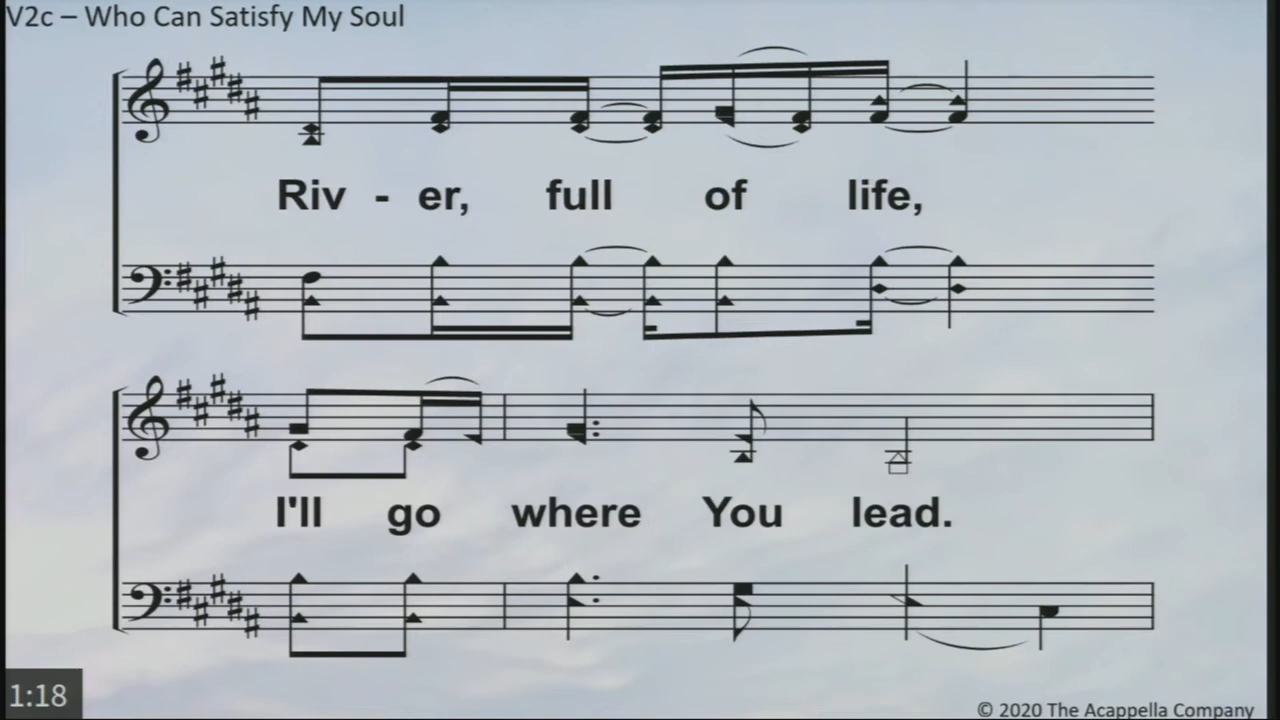 V2c – Who Can Satisfy My Soul
Riv - er, full of life,
I'll go where You lead.
1:18
© 2020 The Acappella Company